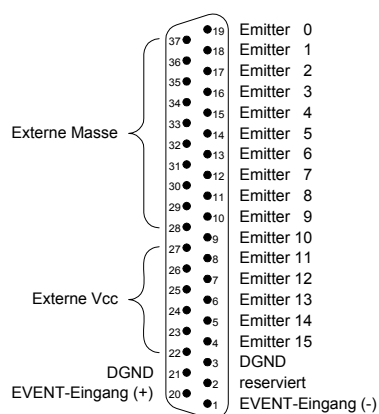 19 Emitter 0
37
18 Emitter 1
36
17 Emitter 2
35
16 Emitter 3
34
15 Emitter 4
33
Externe Masse
14 Emitter 5
32
13 Emitter 6
31
12 Emitter 7
30
11 Emitter 8
29
10 Emitter 9
28
9 Emitter 10
27
8 Emitter 11
26
7 Emitter 12
25
Externe Vcc
6 Emitter 13
24
5 Emitter 14
23
4 Emitter 15
22
3 DGND
DGND 21
2 reserviert
EVENT-Eingang (+) 20
1 EVENT-Eingang (-)